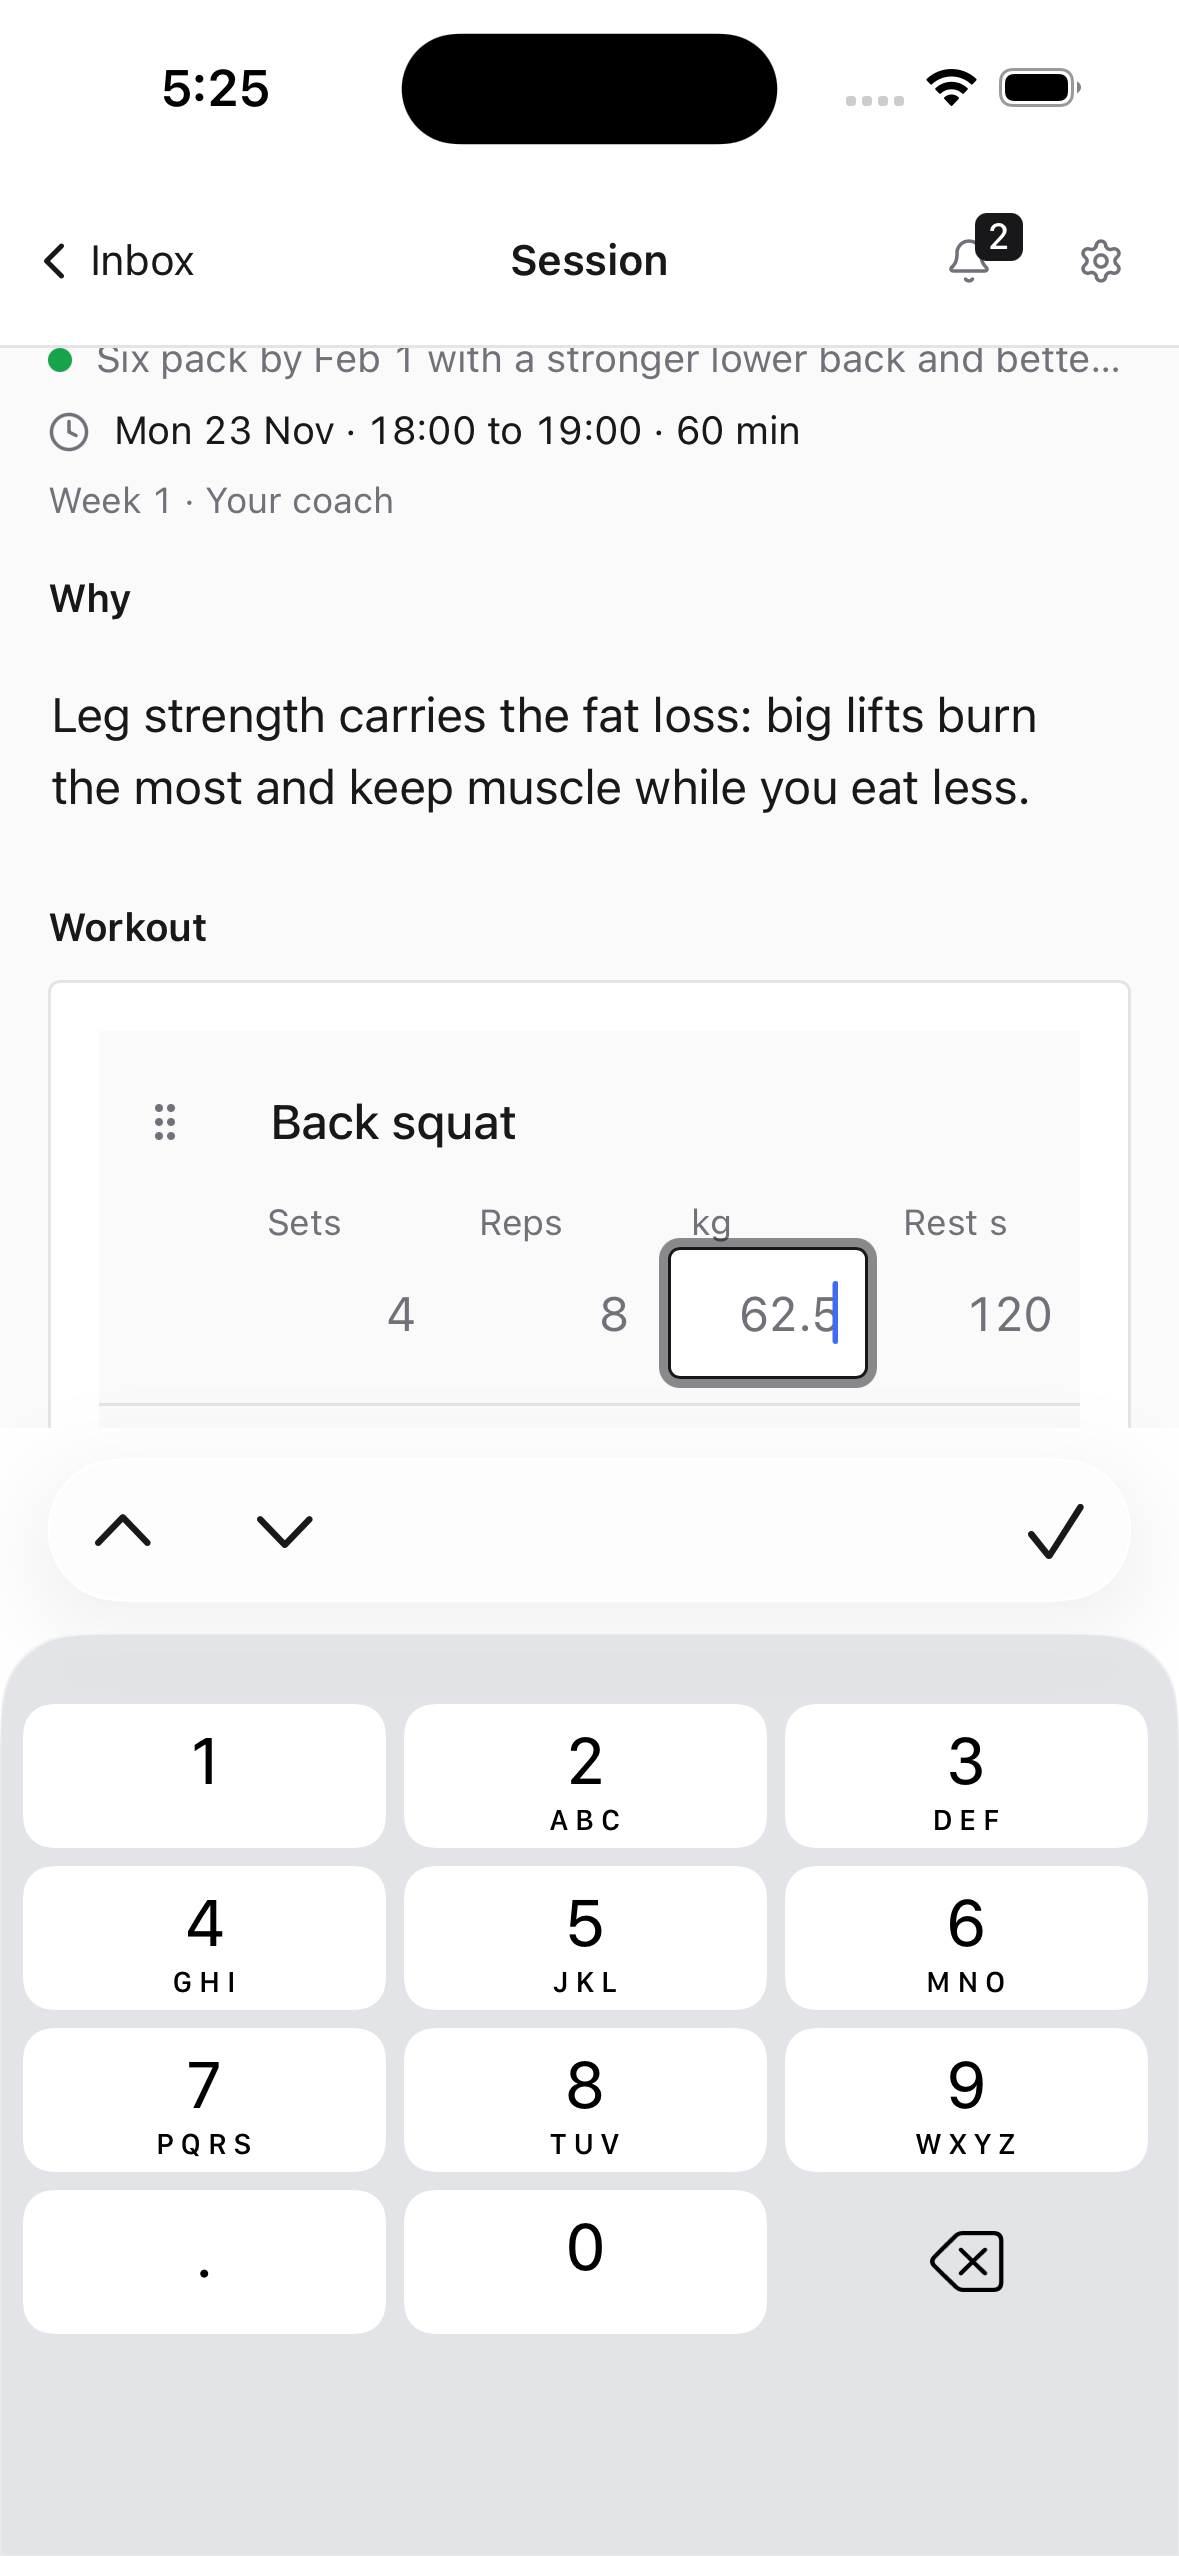 5:25
Inbox
Session
2
Six pack by Feb 1 with a stronger lower back and bette...
Mon 23 Nov · 18:00 to 19:00 · 60 min
Week 1 · Your coach
Why
Leg strength carries the fat loss: big lifts burn
the most and keep muscle while you eat less.
Workout
Back squat
Sets Reps kg Rest s
4 8 62.5 120
1 2 3
ABC DEF
4 5 6
GHI JKL MNO
7 8 9
PQRS TUV WXYZ
. 0